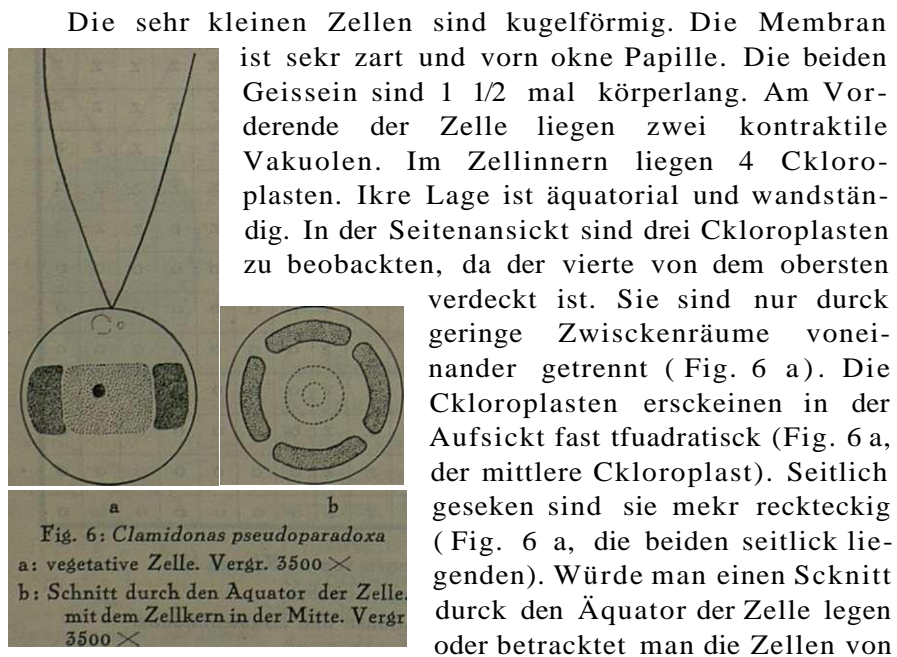 Die sehr kleinen Zellen sind kugelförmig. Die Membran
ist sekr zart und vorn okne Papille. Die beiden
Geissein sind 1 1/2 mal körperlang. Am Vor-
derende der Zelle liegen zwei kontraktile
Vakuolen. Im Zellinnern liegen 4 Ckloro-
plasten. Ikre Lage ist äquatorial und wandstän-
dig. In der Seitenansickt sind drei Ckloroplasten
zu beobackten, da der vierte von dem obersten
verdeckt ist. Sie sind nur durck
geringe Zwisckenräume vonei-
nander getrennt ( Fig. 6 a). Die
Ckloroplasten ersckeinen in der
Aufsickt fast tfuadratisck (Fig. 6 a,
der mittlere Ckloroplast). Seitlich
geseken sind sie mekr reckteckig
( Fig. 6 a, die beiden seitlick lie-
genden). Würde man einen Scknitt
durck den Äquator der Zelle legen
oder betracktet man die Zellen von
a b
Fig. 6: Clamidonas pseudoparadoxa
a: vegetative Zelle. Vergr. 3500 ×
b: Schnitt durch den Aquator der Zelle.
mit dem Zellkern in der Mitte. Vergr
3500 ×